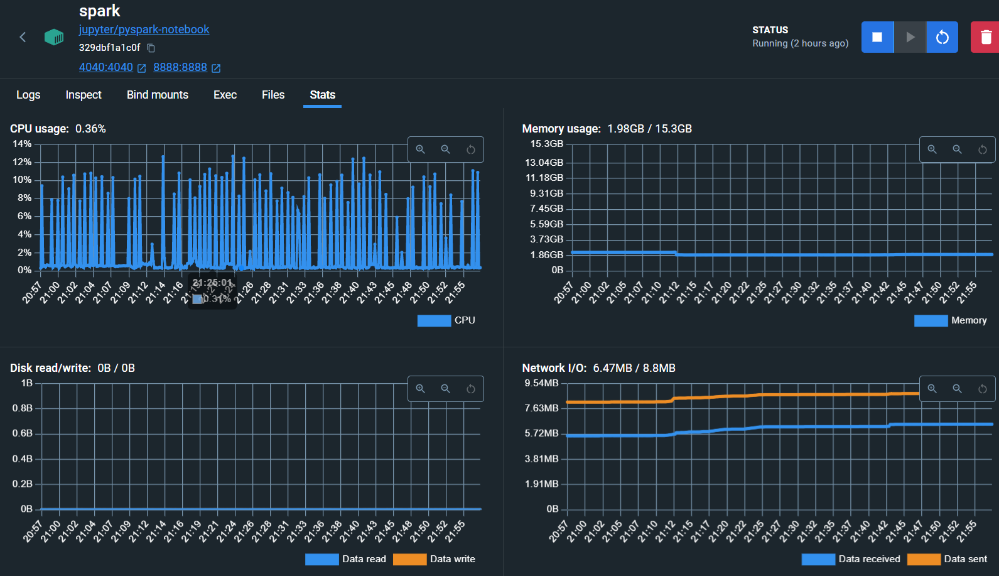 spark
jupyter/pyspark-notebook
329dbf1a1c0f
4040:4040 8888:8888
STATUS
Running (2 hours ago)
Logs Inspect Bind mounts Exec Files Stats
CPU usage: 0.36%
14%
12%
10%
8%
6%
4%
2%
0%
20:57 21:00 21:02 21:04 21:07 21:09 21:12 21:14 21:16 21:26 21:28 21:31 21:33 21:36 21:38 21:40 21:43 21:45 21:48 21:50 21:52 21:55
21:25:01
0.31%
CPU
Memory usage: 1.98GB / 15.3GB
15.3GB
13.04GB
11.18GB
9.31GB
7.45GB
5.59GB
3.73GB
1.86GB
0B
20:57 21:00 21:02 21:05 21:07 21:10 21:12 21:15 21:17 21:20 21:22 21:25 21:27 21:30 21:32 21:35 21:37 21:40 21:42 21:45 21:47 21:50 21:52 21:55
Memory
Disk read/write: 0B / 0B
1B
0.8B
0.6B
0.4B
0.2B
0B
20:57 21:00 21:02 21:04 21:07 21:09 21:12 21:14 21:16 21:19 21:21 21:24 21:26 21:28 21:31 21:33 21:36 21:38 21:40 21:43 21:45 21:48 21:50 21:52 21:55
Data read Data write
Network I/O: 6.47MB / 8.8MB
9.54MB
7.63MB
5.72MB
3.81MB
1.91MB
0B
20:57 21:00 21:02 21:05 21:07 21:10 21:12 21:15 21:17 21:20 21:22 21:25 21:27 21:30 21:32 21:35 21:37 21:40 21:42 21:45 21:47 21:50 21:52 21:55
Data received Data sent